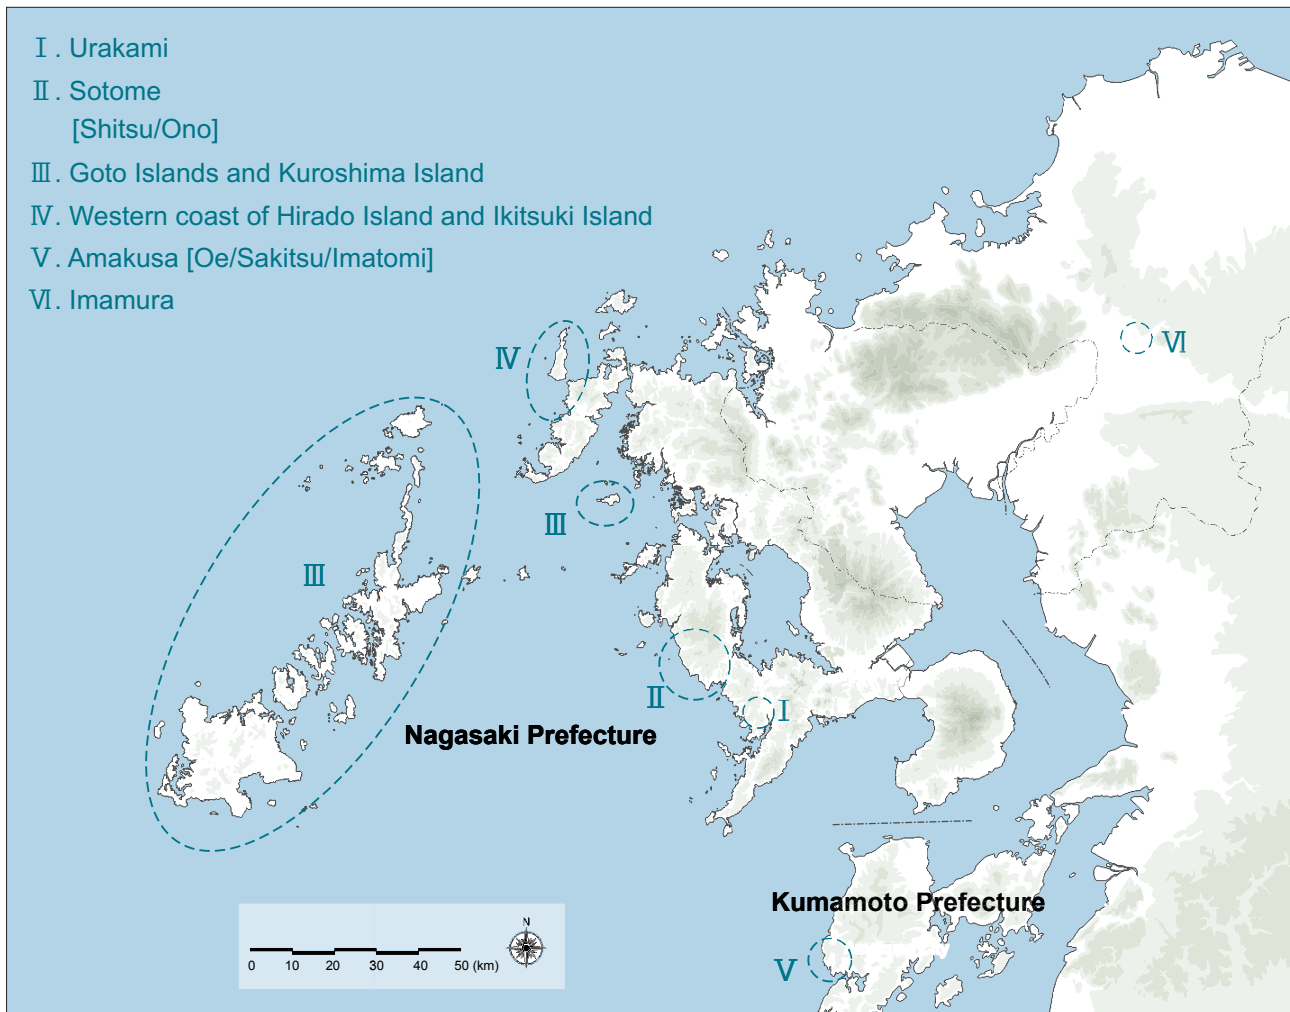 Ⅰ. Urakami
Ⅱ. Sotome
[Shitsu/Ono]
Ⅲ. Goto Islands and Kuroshima Island
Ⅳ. Western coast of Hirado Island and Ikitsuki Island
Ⅴ. Amakusa [Oe/Sakitsu/Imatomi]
Ⅵ. Imamura
Ⅵ
Ⅳ
Ⅲ
Ⅲ
Ⅱ
Ⅰ
Nagasaki Prefecture
Kumamoto Prefecture
Ⅴ
N
0 10 20 30 40 50 (km)